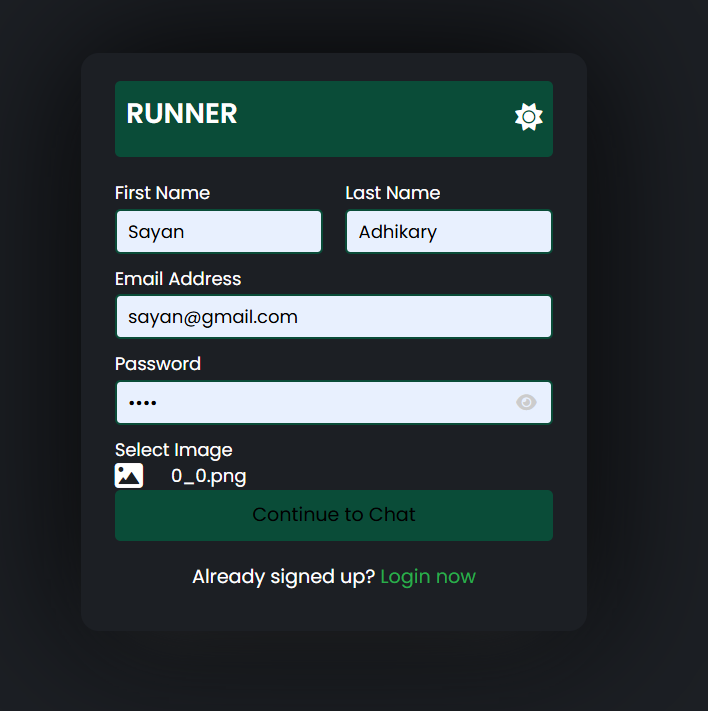 RUNNER
First Name Last Name
Sayan Adhikary
Email Address
sayan@gmail.com
Password
••••
Select Image
0_0.png
Continue to Chat
Already signed up? Login now